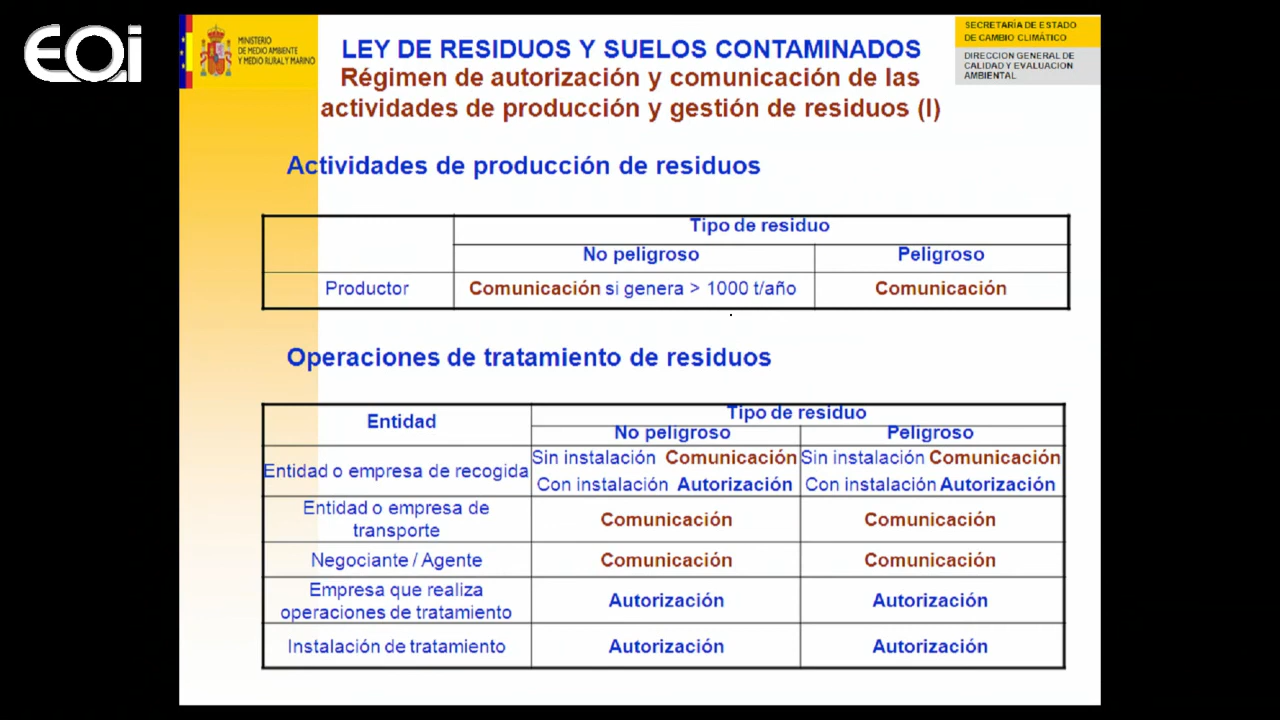 EOi
MINISTERIO
DE MEDIO AMBIENTE
Y MEDIO RURAL Y MARINO
SECRETARÍA DE ESTADO
DE CAMBIO CLIMÁTICO
DIRECCION GENERAL DE
CALIDAD Y EVALUACION
AMBIENTAL
LEY DE RESIDUOS Y SUELOS CONTAMINADOS
Régimen de autorización y comunicación de las
actividades de producción y gestión de residuos (I)
Actividades de producción de residuos
Tipo de residuo
No peligroso Peligroso
Productor Comunicación si genera > 1000 t/año Comunicación
Operaciones de tratamiento de residuos
Entidad Tipo de residuo
No peligroso Peligroso
Entidad o empresa de recogida Sin instalación Comunicación Sin instalación Comunicación
Con instalación Autorización Con instalación Autorización
Entidad o empresa de
transporte Comunicación Comunicación
Negociante / Agente Comunicación Comunicación
Empresa que realiza
operaciones de tratamiento Autorización Autorización
Instalación de tratamiento Autorización Autorización